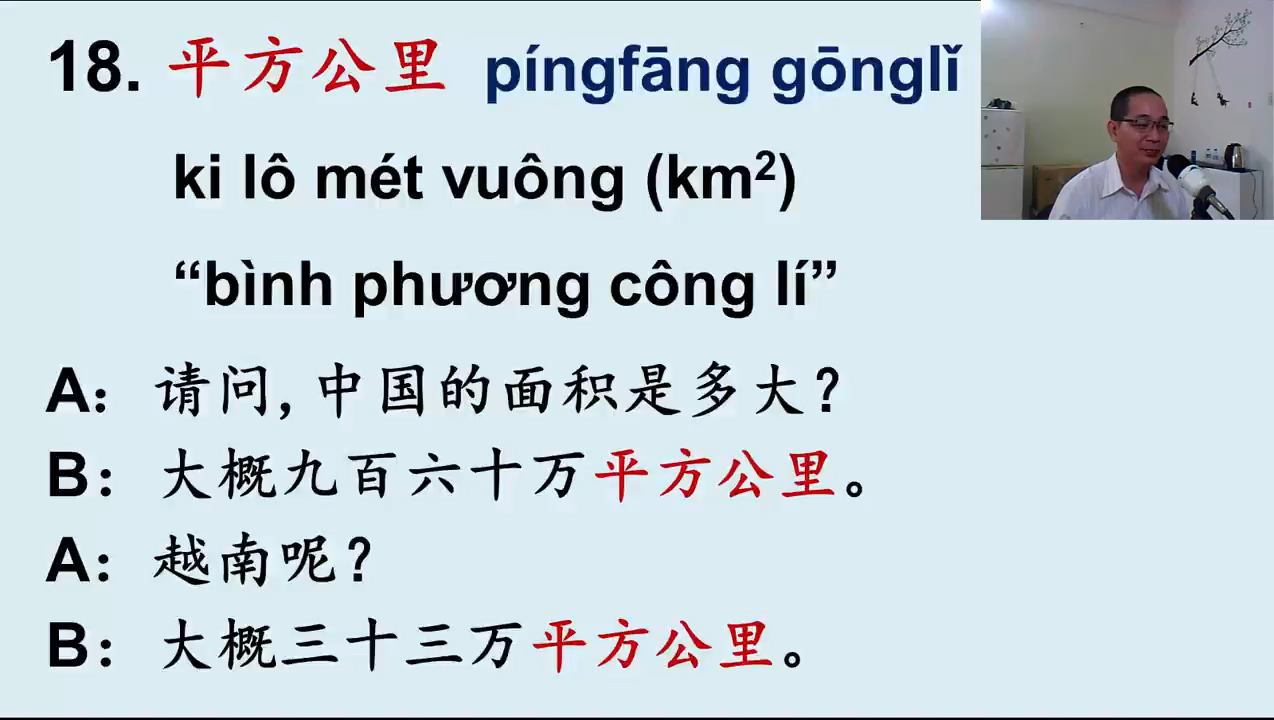 18. 平方公里 píngfāng gōnglǐ
ki lô mét vuông (km²)
“bình phương công lí”
A：请问, 中国的面积是多大？
B：大概九百六十万平方公里。
A：越南呢？
B：大概三十三万平方公里。